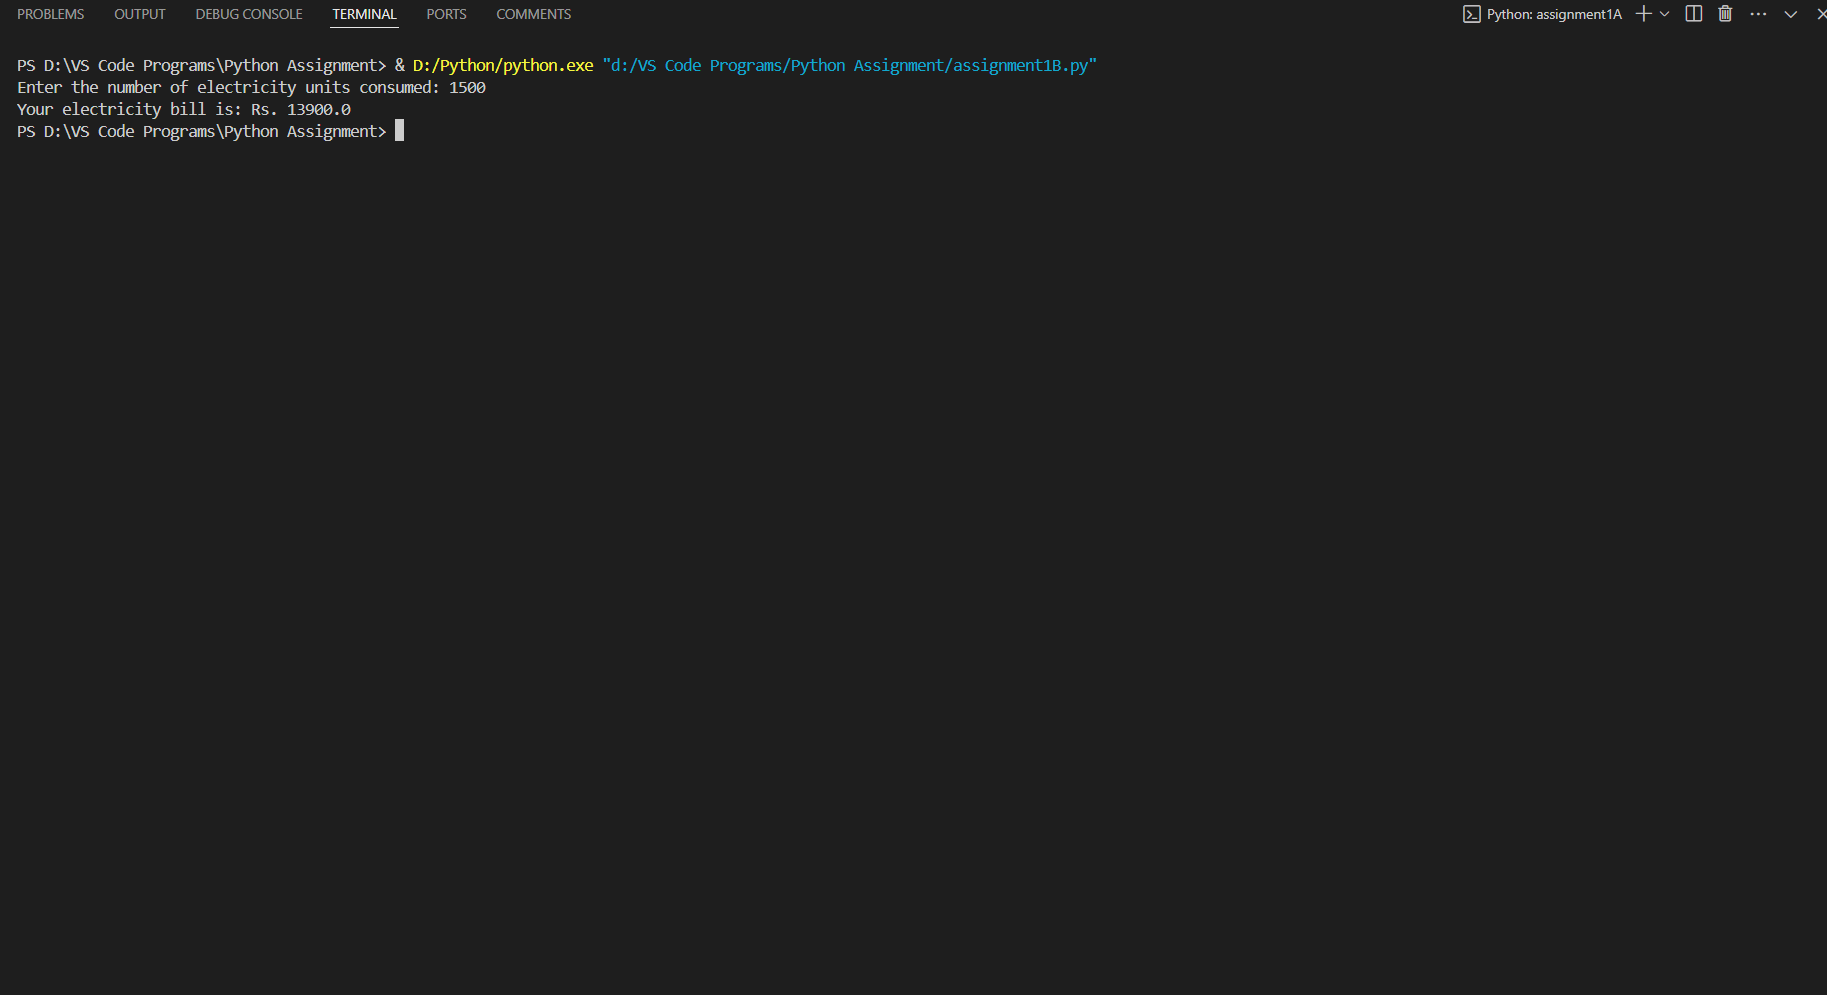 PROBLEMS OUTPUT DEBUG CONSOLE TERMINAL PORTS COMMENTS Python: assignment1A
PS D:\VS Code Programs\Python Assignment> & D:/Python/python.exe "d:/VS Code Programs/Python Assignment/assignment1B.py"
Enter the number of electricity units consumed: 1500
Your electricity bill is: Rs. 13900.0
PS D:\VS Code Programs\Python Assignment>